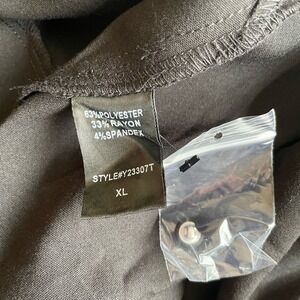 63%POLYESTER
33%RAYON
4%SPANDEX
STYLE#Y23307T
XL